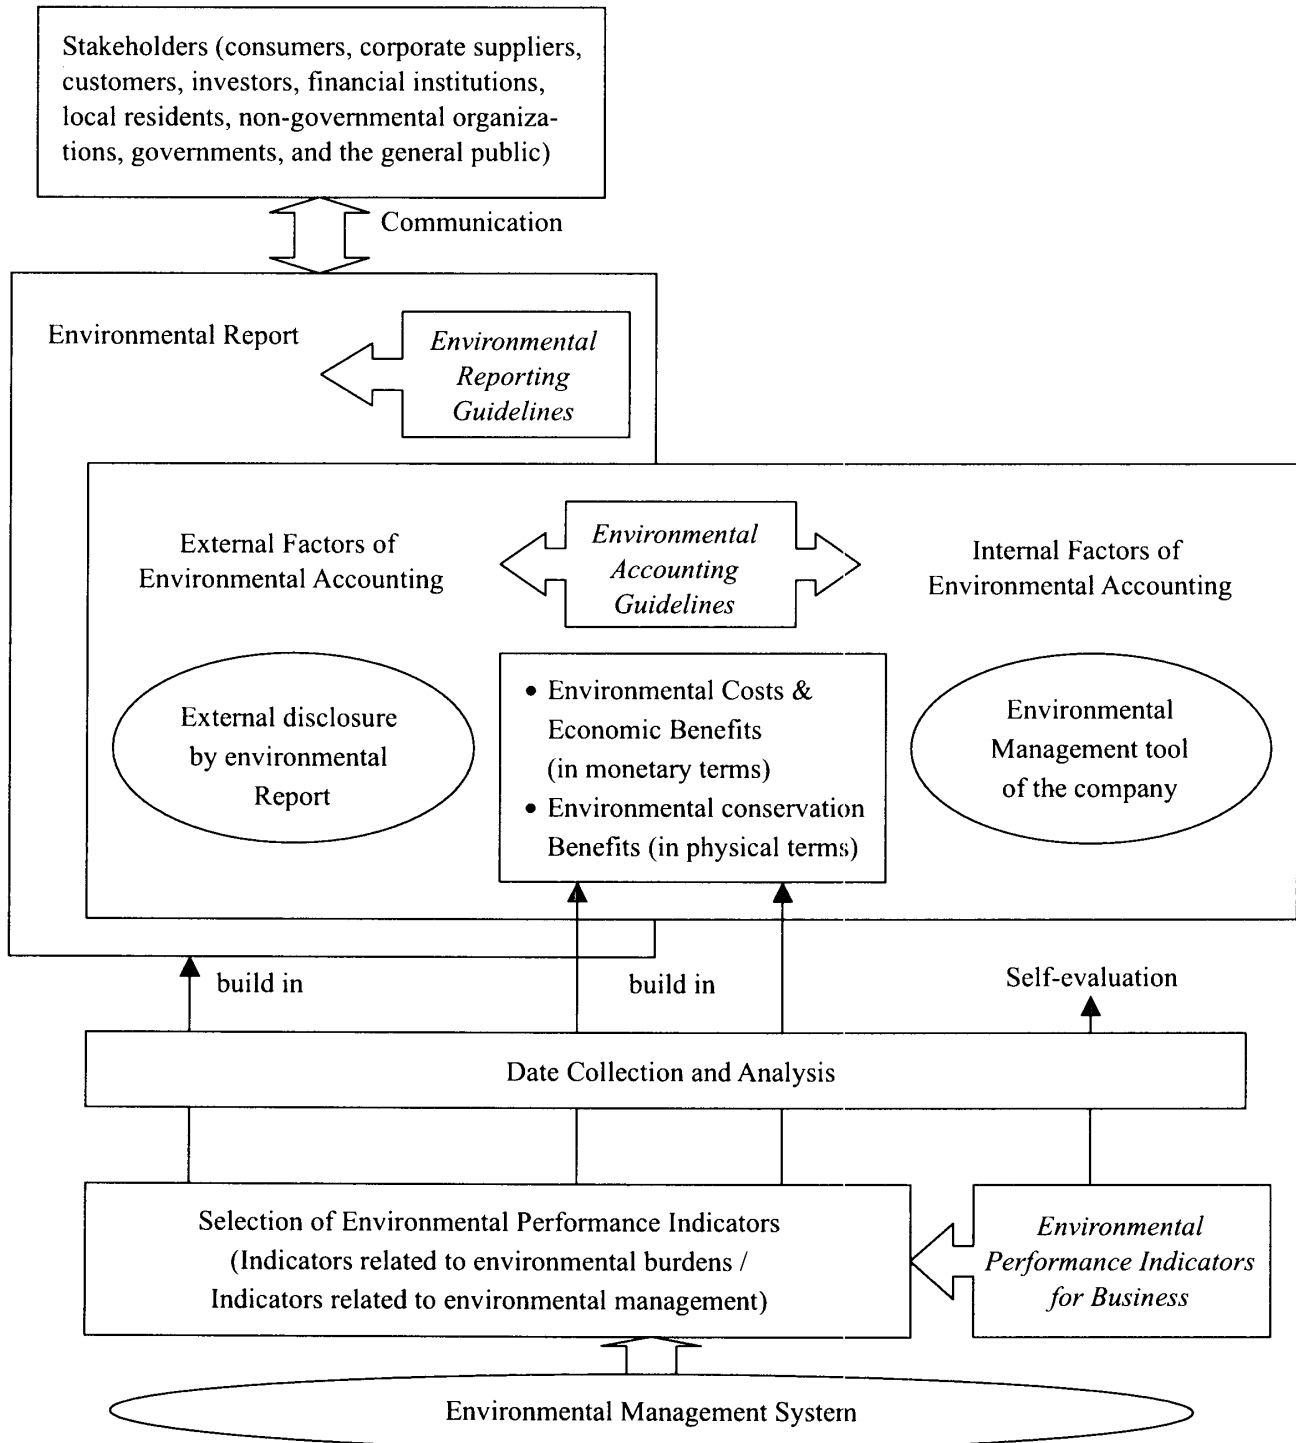 Stakeholders (consumers, corporate suppliers,
customers, investors, financial institutions,
local residents, non-governmental organiza-
tions, governments, and the general public)
Communication
Environmental Report
Environmental
Reporting
Guidelines
External Factors of
Environmental Accounting
Environmental
Accounting
Guidelines
Internal Factors of
Environmental Accounting
External disclosure
by environmental
Report
• Environmental Costs &
Economic Benefits
(in monetary terms)
• Environmental conservation
Benefits (in physical terms)
Environmental
Management tool
of the company
build in
build in
Self-evaluation
Date Collection and Analysis
Selection of Environmental Performance Indicators
(Indicators related to environmental burdens /
Indicators related to environmental management)
Environmental
Performance Indicators
for Business
Environmental Management System